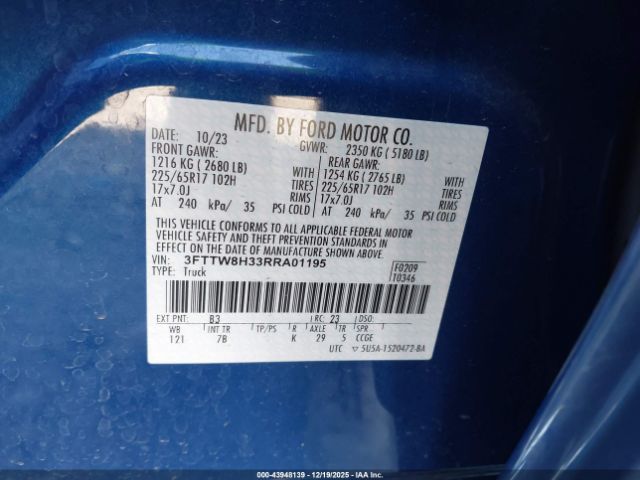 MFD. BY FORD MOTOR CO.
DATE: 10/23 GVWR: 2350 KG ( 5180 LB)
FRONT GAWR: REAR GAWR:
1216 KG ( 2680 LB) WITH 1254 KG ( 2765 LB) WITH
225/65R17 102H TIRES 225/65R17 102H TIRES
17x7.0J RIMS 17x7.0J RIMS
AT 240 kPa/ 35 PSI COLD AT 240 kPa/ 35 PSI COLD
THIS VEHICLE CONFORMS TO ALL APPLICABLE FEDERAL MOTOR
VEHICLE SAFETY AND THEFT PREVENTION STANDARDS IN
EFFECT ON THE DATE OF MANUFACTURE SHOWN ABOVE.
VIN: 3FTTW8H33RRA01195 F0209
TYPE: Truck 10346
EXT PNT: B3 RC: 23 DSO:
WB INT TR TP/PS R AXLE TR SPR
121 7B K 29 5 CCGE
UTC ▽ 5U5A-1520472-BA
000-43948139 - 12/19/2025 - IAAI